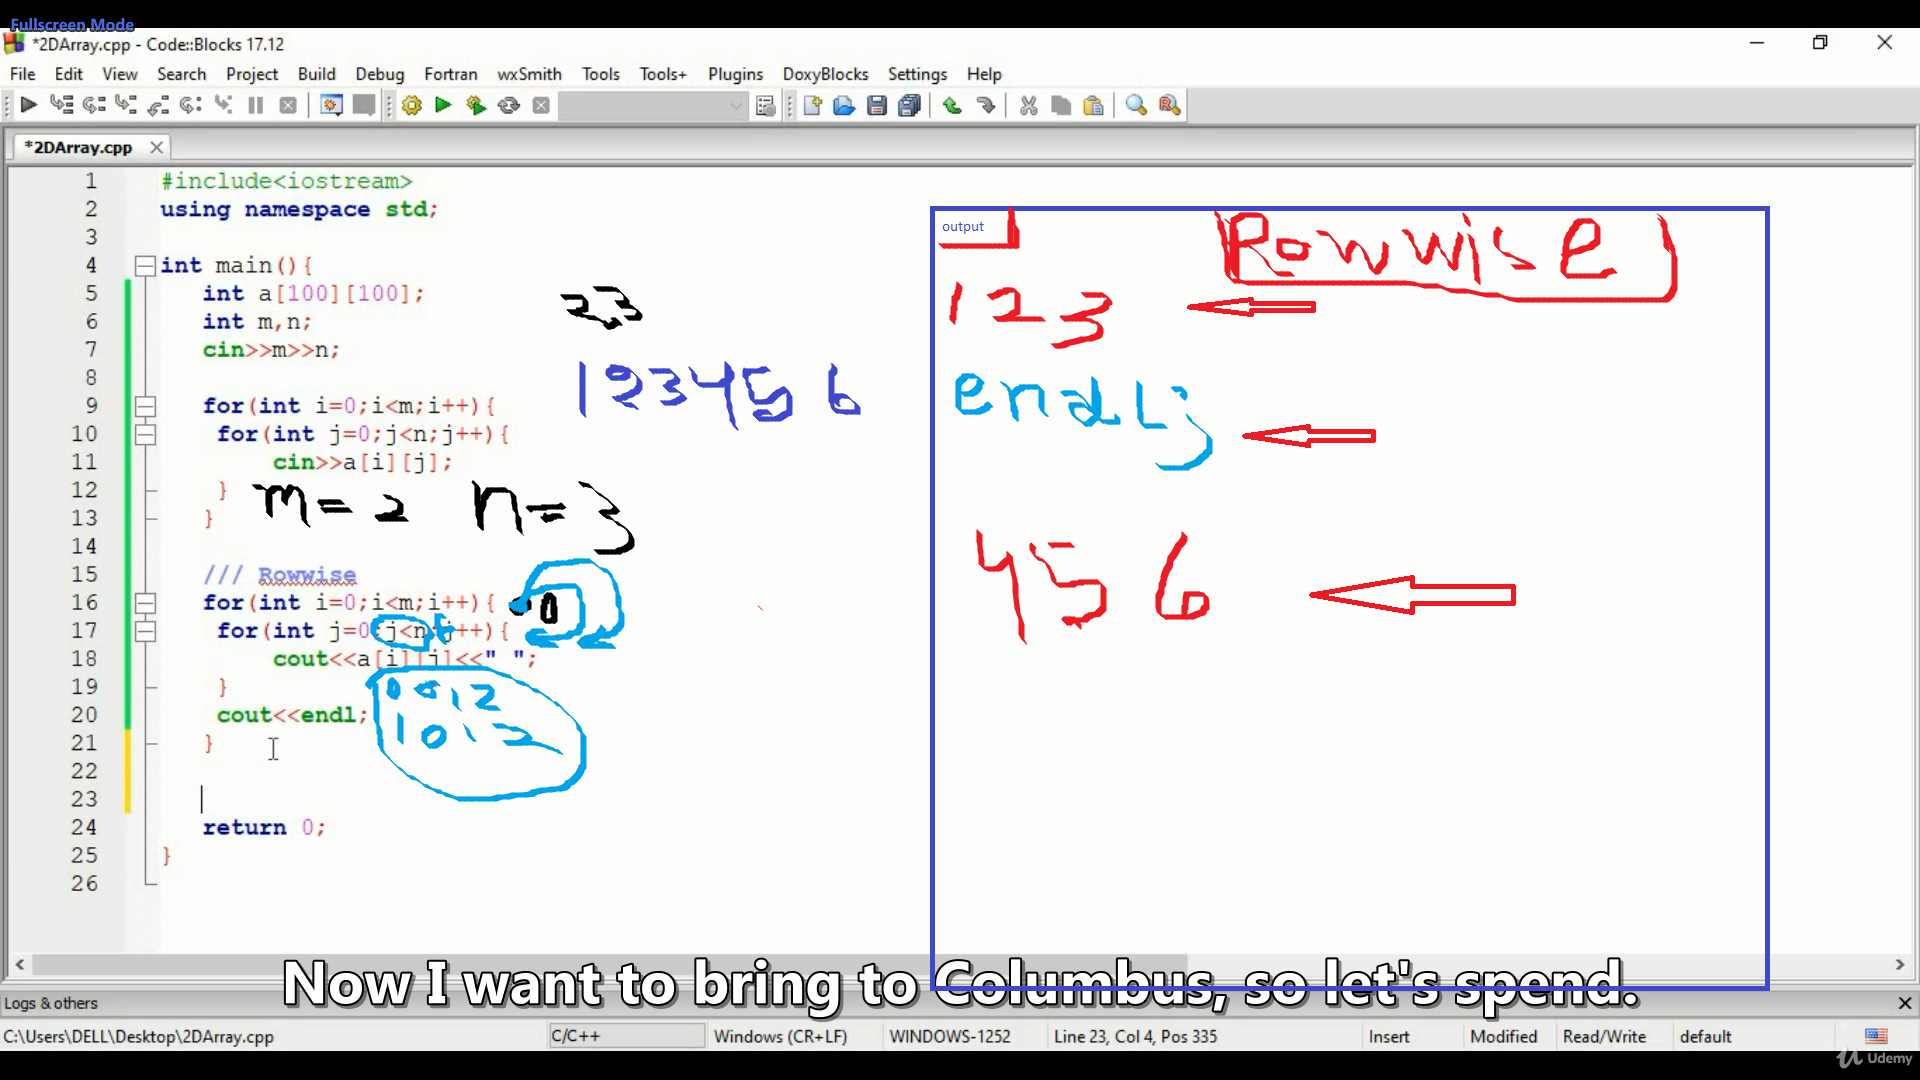 Fullscreen Mode
*2DArray.cpp - Code::Blocks 17.12
File Edit View Search Project Build Debug Fortran wxSmith Tools Tools+ Plugins DoxyBlocks Settings Help
*2DArray.cpp
1 #include<iostream>
2 using namespace std;
3
4 int main(){
5 int a[100][100];
6 int m,n;
7 cin>>m>>n;
8
9 for(int i=0;i<m;i++){
10 for(int j=0;j<n;j++){
11 cin>>a[i][j];
12 }
13 }
14
15 /// Rowwise
16 for(int i=0;i<m;i++){
17 for(int j=0;j<n;j++){
18 cout<<a[i][j]<<" ";
19 }
20 cout<<endl;
21 }
22
23
24 return 0;
25 }
26
2,3
1 2 3 4 5 6
m=2 n=3
0
0 0 1 2
1 0 1 2
output
Rowwise
1 2 3
endl;
4 5 6
Now I want to bring to Columbus, so let's spend.
Logs & others
C:\Users\DELL\Desktop\2DArray.cpp C/C++ Windows (CR+LF) WINDOWS-1252 Line 23, Col 4, Pos 335 Insert Modified Read/Write default
Udemy